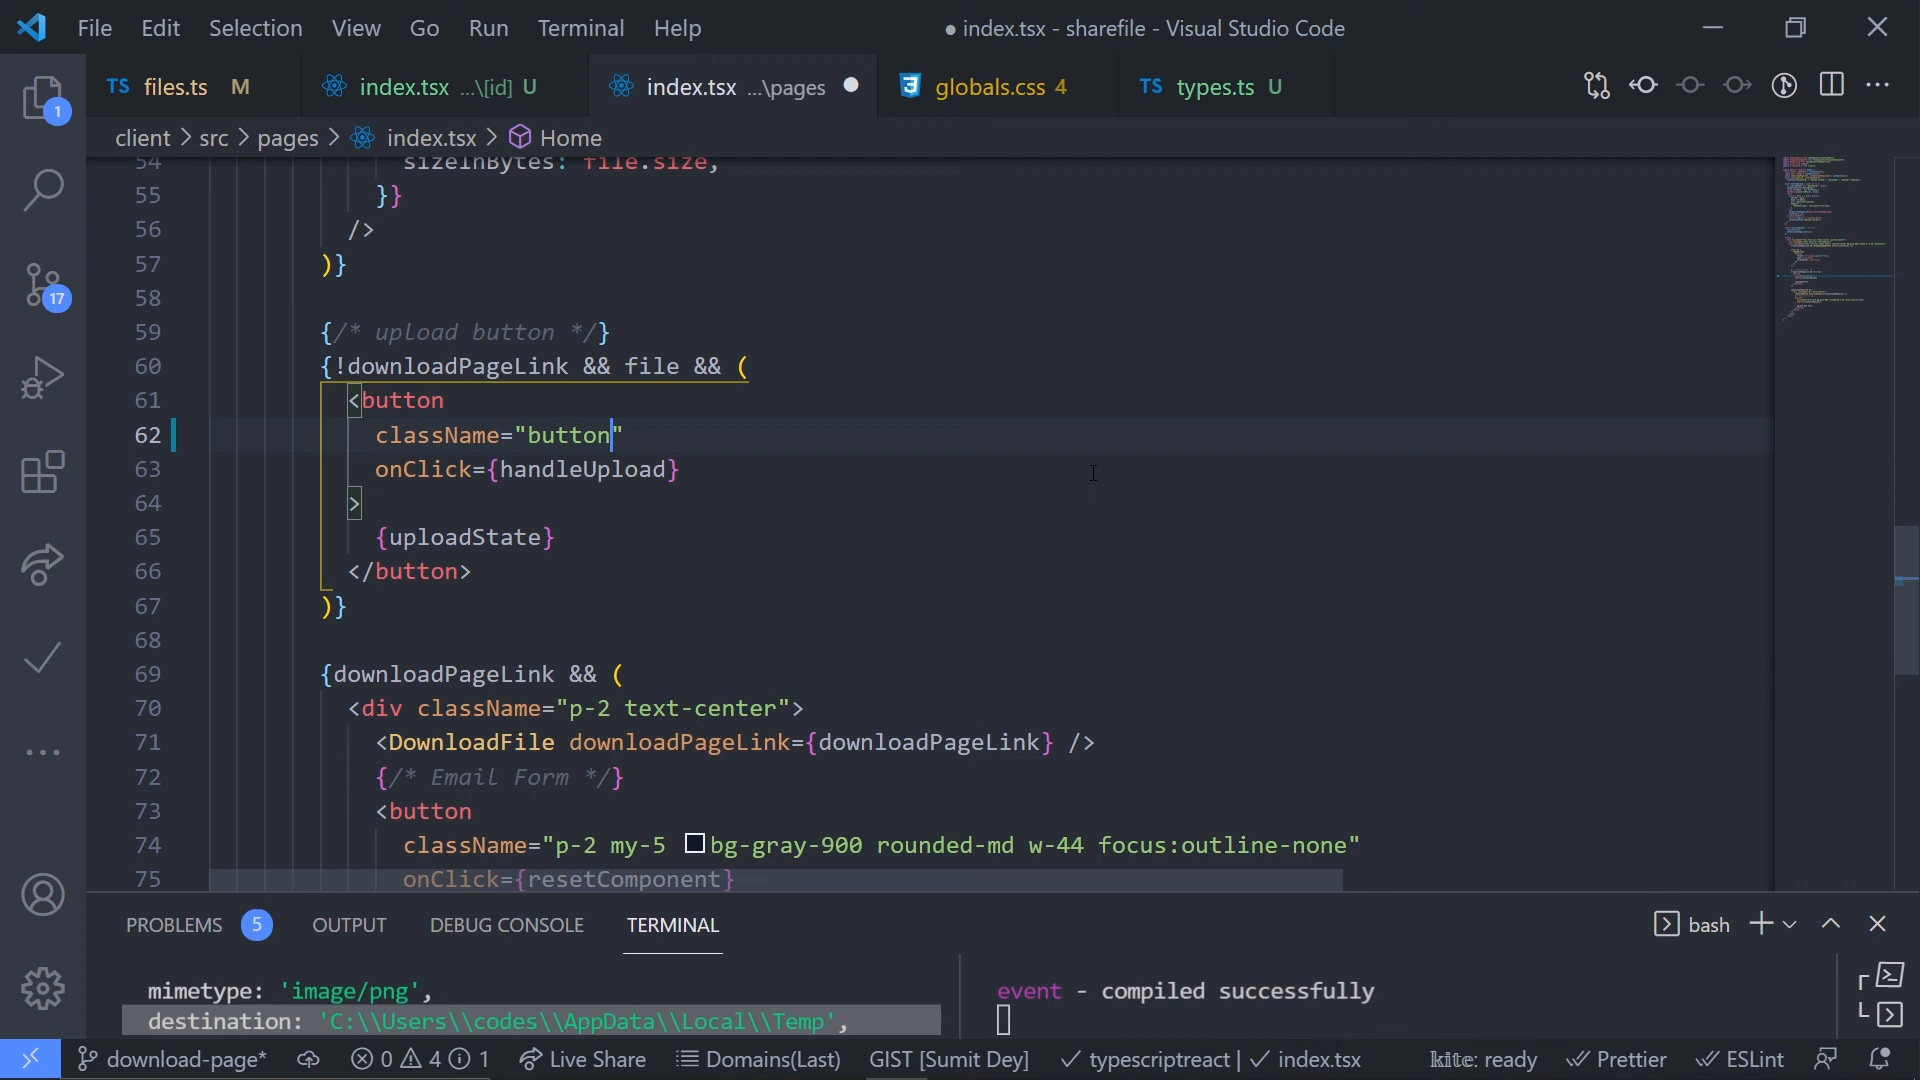 File Edit Selection View Go Run Terminal Help ● index.tsx - sharefile - Visual Studio Code
TS files.ts M index.tsx ...\[id] U index.tsx ...\pages globals.css 4 TS types.ts U
client > src > pages > index.tsx > Home
54 sizeInBytes: file.size,
55 }}
56 />
57 )}
58
59 {/* upload button */}
60 {!downloadPageLink && file && (
61 <button
62 className="button"
63 onClick={handleUpload}
64 >
65 {uploadState}
66 </button>
67 )}
68
69 {downloadPageLink && (
70 <div className="p-2 text-center">
71 <DownloadFile downloadPageLink={downloadPageLink} />
72 {/* Email Form */}
73 <button
74 className="p-2 my-5 bg-gray-900 rounded-md w-44 focus:outline-none"
75 onClick={resetComponent}
1
17
PROBLEMS 5 OUTPUT DEBUG CONSOLE TERMINAL bash
mimetype: 'image/png',
destination: 'C:\\Users\\codes\\AppData\\Local\\Temp',
event - compiled successfully
download-page* 0 4 1 Live Share Domains(Last) GIST [Sumit Dey] typescriptreact | index.tsx kite: ready Prettier ESLint